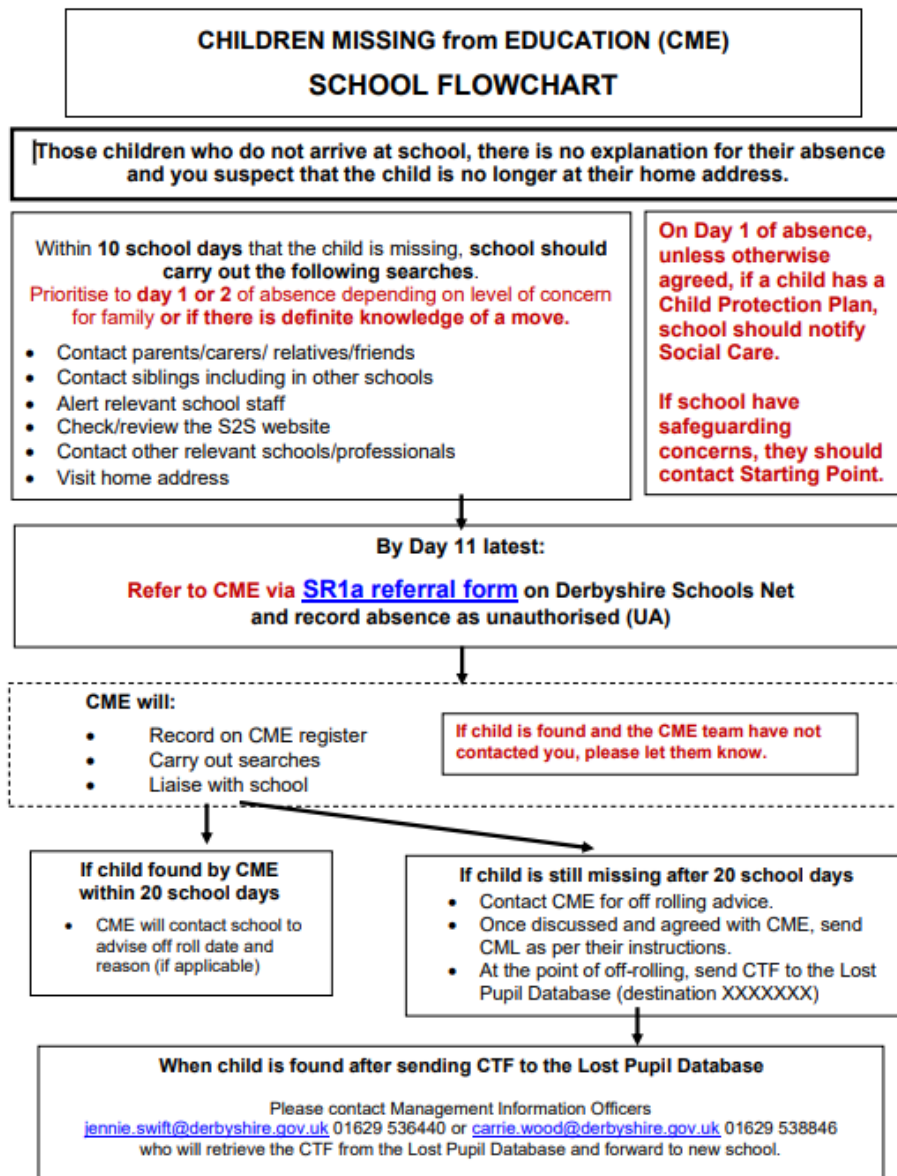 CHILDREN MISSING from EDUCATION (CME)
SCHOOL FLOWCHART
Those children who do not arrive at school, there is no explanation for their absence
and you suspect that the child is no longer at their home address.
Within 10 school days that the child is missing, school should
carry out the following searches.
Prioritise to day 1 or 2 of absence depending on level of concern
for family or if there is definite knowledge of a move.
• Contact parents/carers/ relatives/friends
• Contact siblings including in other schools
• Alert relevant school staff
• Check/review the S2S website
• Contact other relevant schools/professionals
• Visit home address
On Day 1 of absence,
unless otherwise
agreed, if a child has a
Child Protection Plan,
school should notify
Social Care.
If school have
safeguarding
concerns, they should
contact Starting Point.
By Day 11 latest:
Refer to CME via SR1a referral form on Derbyshire Schools Net
and record absence as unauthorised (UA)
CME will:
• Record on CME register
• Carry out searches
• Liaise with school
If child is found and the CME team have not
contacted you, please let them know.
If child found by CME
within 20 school days
• CME will contact school to
advise off roll date and
reason (if applicable)
If child is still missing after 20 school days
• Contact CME for off rolling advice.
• Once discussed and agreed with CME, send
CML as per their instructions.
• At the point of off-rolling, send CTF to the Lost
Pupil Database (destination XXXXXXX)
When child is found after sending CTF to the Lost Pupil Database
Please contact Management Information Officers
jennie.swift@derbyshire.gov.uk 01629 536440 or carrie.wood@derbyshire.gov.uk 01629 538846
who will retrieve the CTF from the Lost Pupil Database and forward to new school.